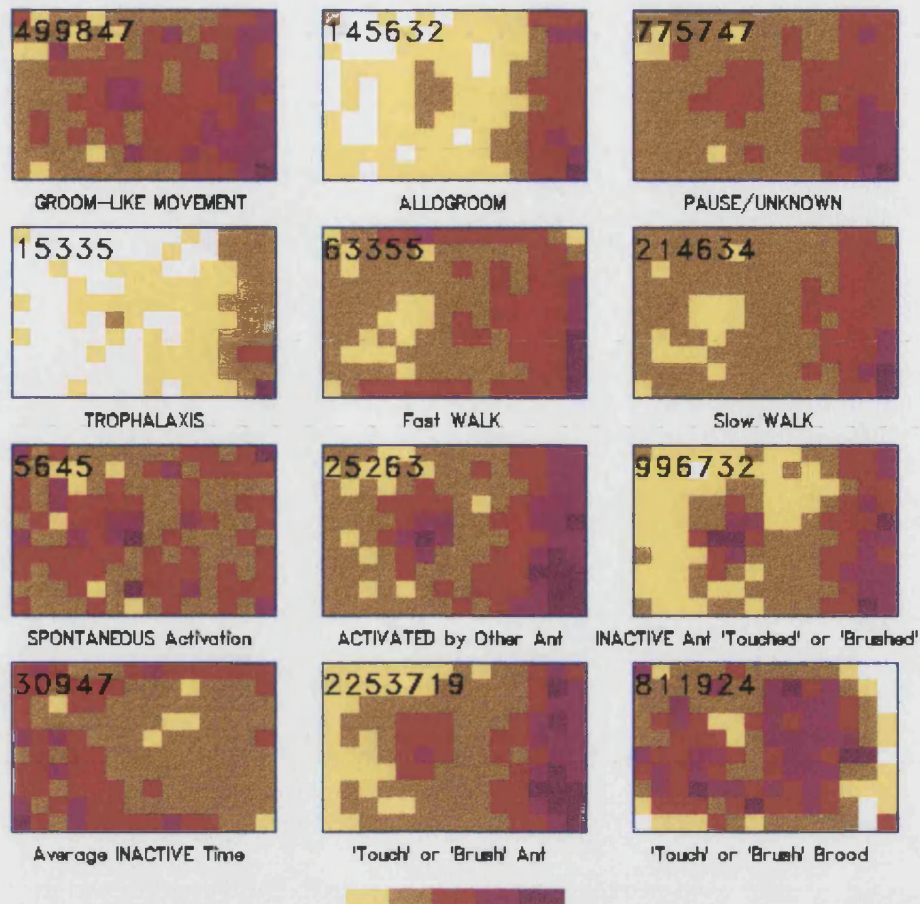 499847 145632 775747
GROOM-LIKE MOVEMENT ALLOGROOM PAUSE/UNKNOWN
15335 63355 214634
TROPHALAXIS Fast WALK Slow WALK
5645 25263 996732
SPONTANEOUS Activation ACTIVATED by Other Ant INACTIVE Ant 'Touched' or 'Brushed'
30947 2253719 811924
Average INACTIVE Time 'Touch' or 'Brush' Ant 'Touch' or 'Brush' Brood